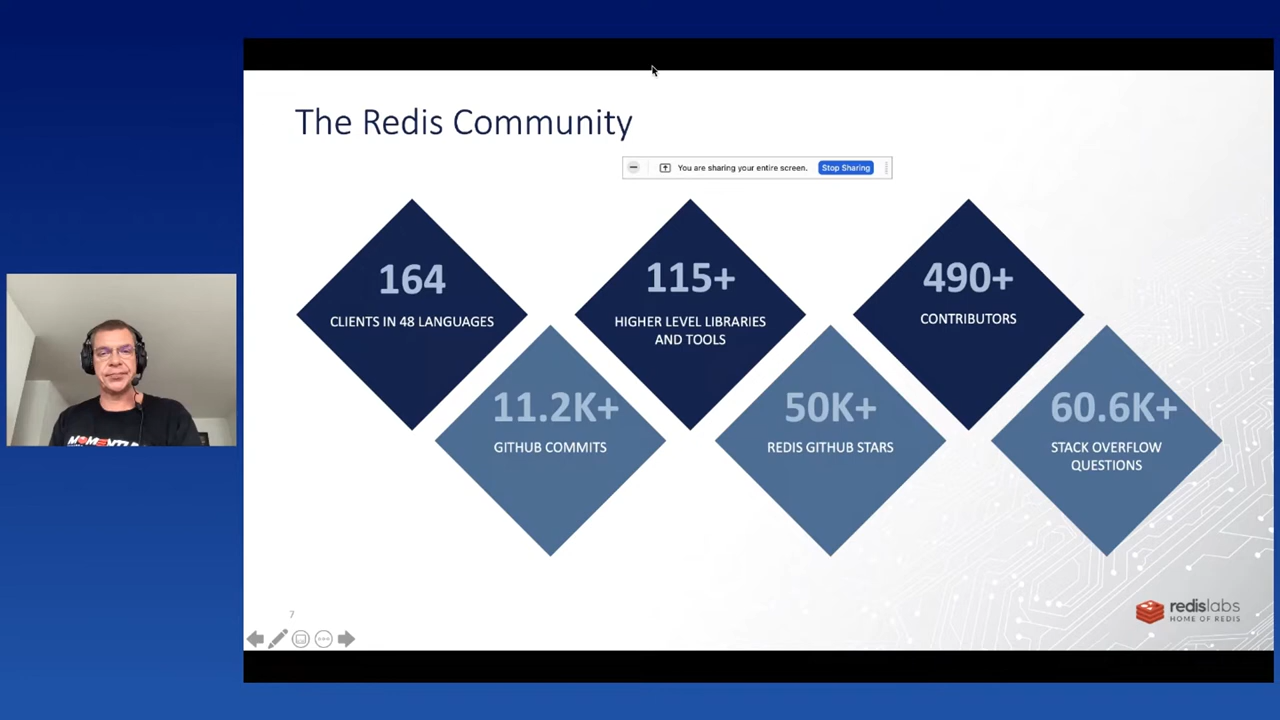 The Redis Community
You are sharing your entire screen.
Stop Sharing
164
CLIENTS IN 48 LANGUAGES
115+
HIGHER LEVEL LIBRARIES
AND TOOLS
490+
CONTRIBUTORS
11.2K+
GITHUB COMMITS
50K+
REDIS GITHUB STARS
60.6K+
STACK OVERFLOW
QUESTIONS
7
redislabs
HOME OF REDIS